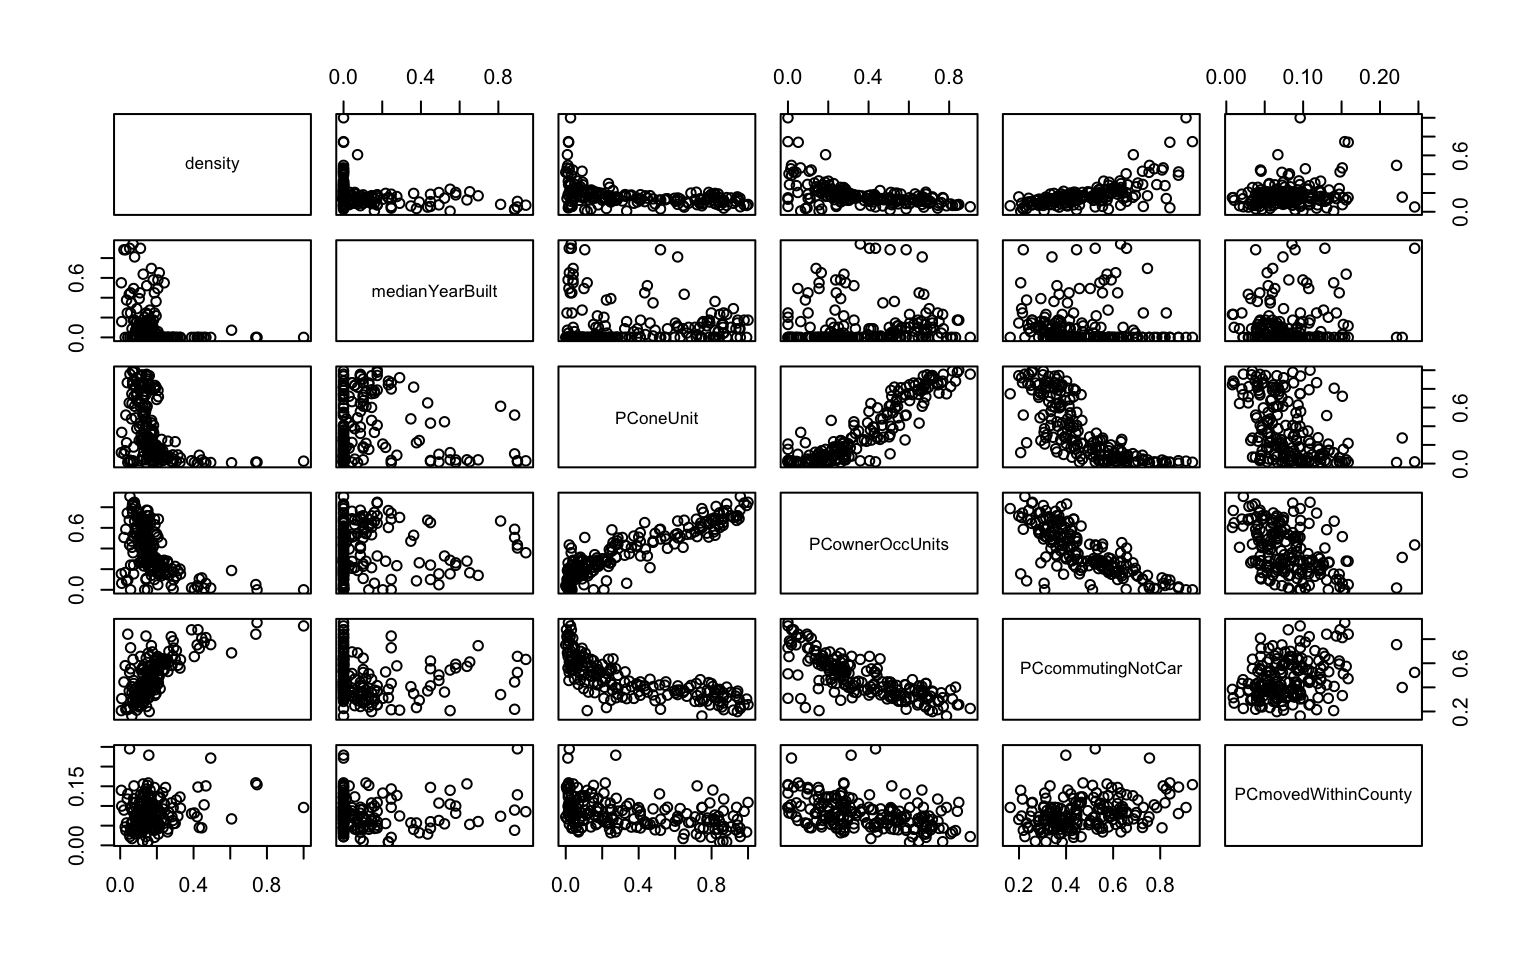 0.0 0.4 0.8 0.0 0.4 0.8 0.00 0.10 0.20
density 0.0 0.6
0.0 0.6 medianYearBuilt
PConeUnit 0.0 0.6
0.0 0.6 PCownerOccUnits
PCcommutingNotCar 0.2 0.6
0.00 0.15 PCmovedWithinCounty
0.0 0.4 0.8 0.0 0.4 0.8 0.2 0.4 0.6 0.8